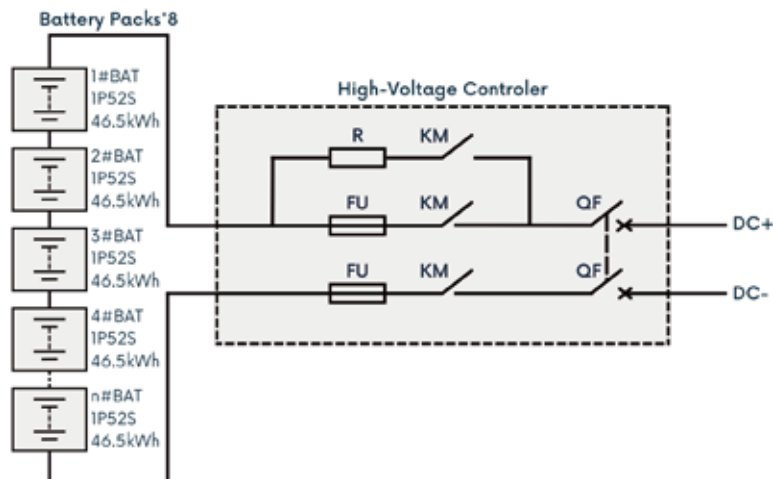 Battery Packs*8
1#BAT
1P52S
46.5kWh
2#BAT
1P52S
46.5kWh
3#BAT
1P52S
46.5kWh
4#BAT
1P52S
46.5kWh
n#BAT
1P52S
46.5kWh
High-Voltage Controler
R KM
FU KM QF
DC+
FU KM QF
DC-